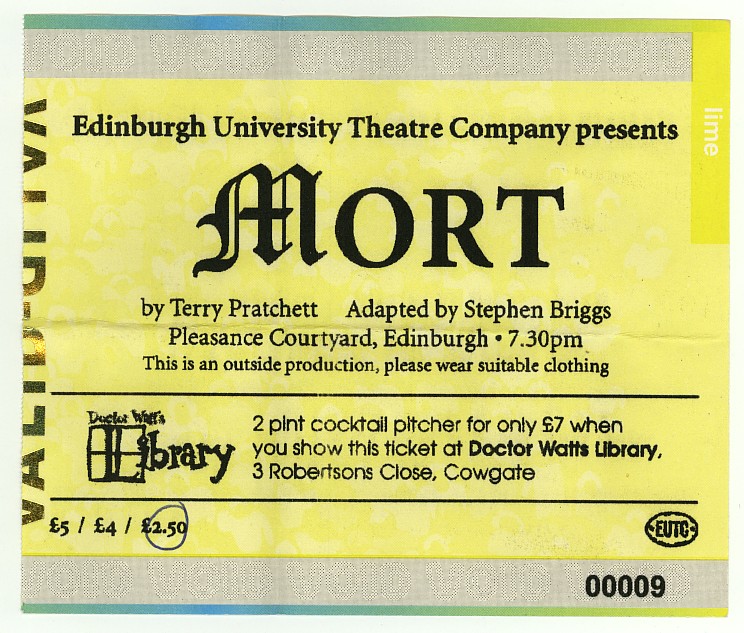 Edinburgh University Theatre Company presents
MORT
by Terry Pratchett Adapted by Stephen Briggs
Pleasance Courtyard, Edinburgh • 7.30pm
This is an outside production, please wear suitable clothing
Doctor Watt's
Library
2 pint cocktail pitcher for only £7 when
you show this ticket at Doctor Watts Library,
3 Robertsons Close, Cowgate
£5 / £4 / £2.50
EUTC
00009
lime
VALID